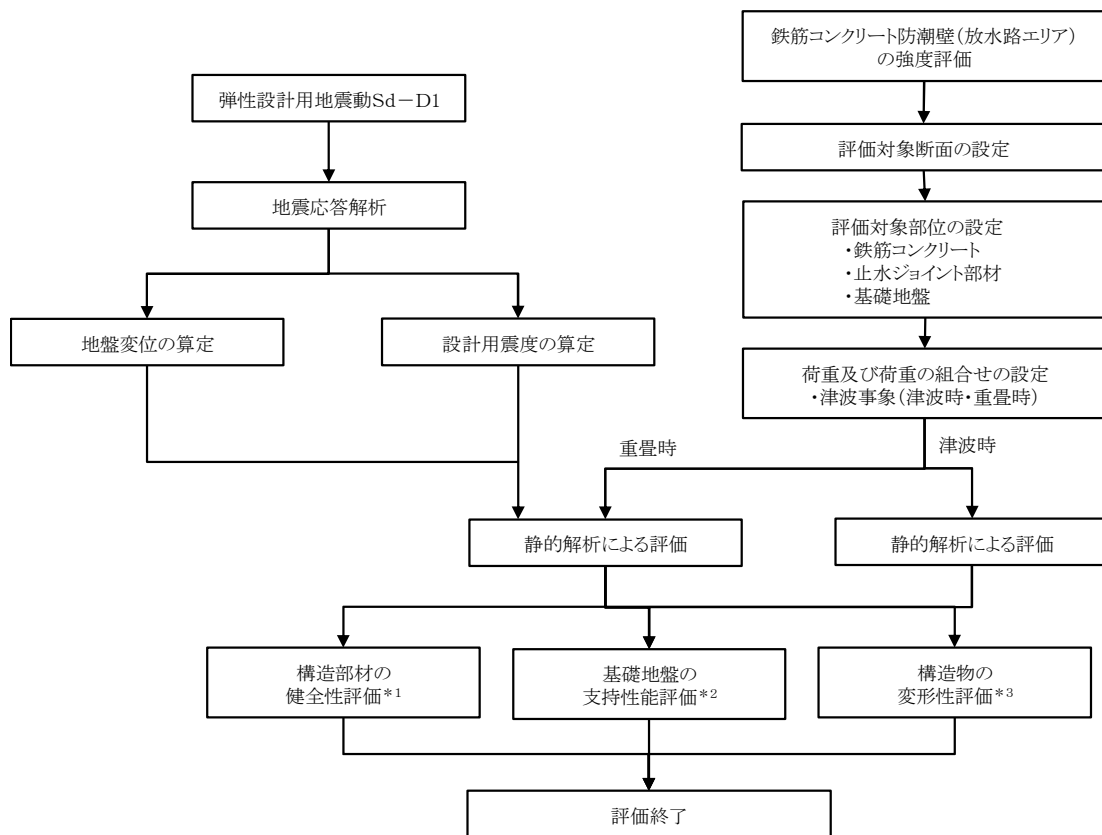 鉄筋コンクリート防潮壁(放水路エリア)
の強度評価
弾性設計用地震動Sd-D1
評価対象断面の設定
地震応答解析
評価対象部位の設定
・鉄筋コンクリート
・止水ジョイント部材
・基礎地盤
地盤変位の算定
設計用震度の算定
荷重及び荷重の組合せの設定
・津波事象(津波時・重畳時)
重畳時
津波時
静的解析による評価
静的解析による評価
構造部材の
健全性評価*1
基礎地盤の
支持性能評価*2
構造物の
変形性評価*3
評価終了